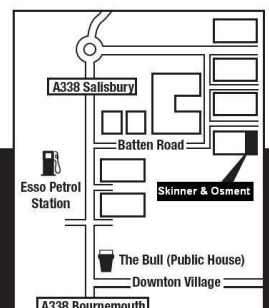 A338 Salisbury
Batten Road
Esso Petrol
Station
Skinner & Osment
The Bull (Public House)
Downton Village
A338 Bournemouth